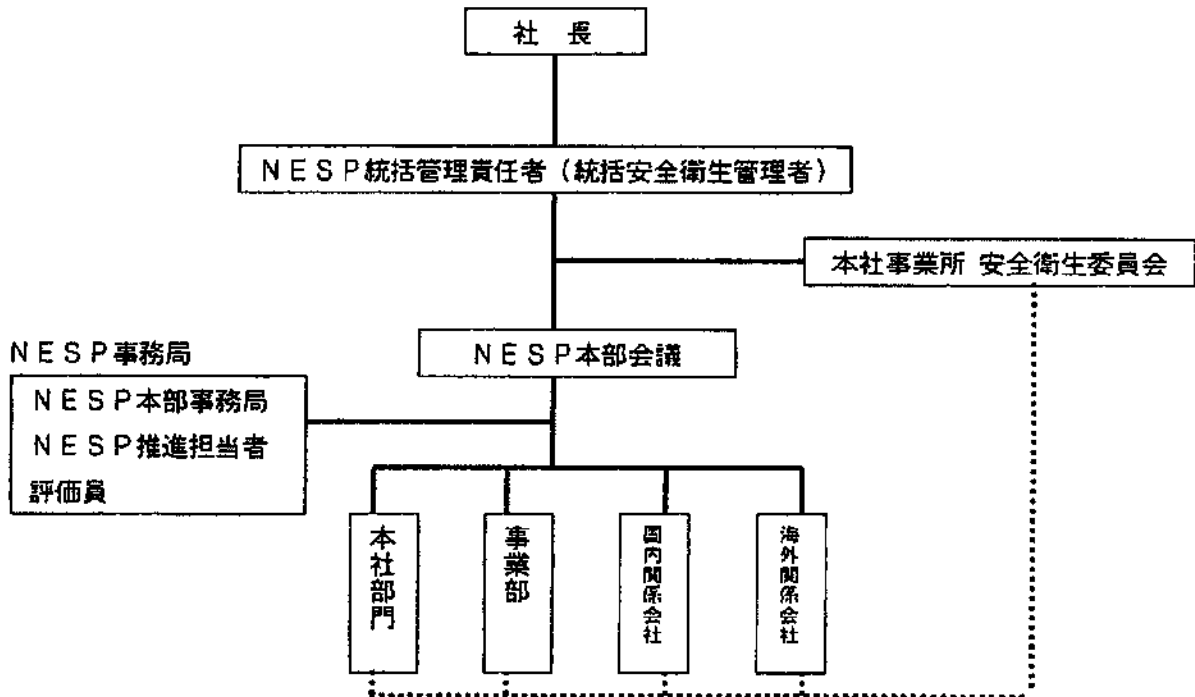 社 長
NESP統括管理責任者(統括安全衛生管理者)
本社事業所 安全衛生委員会
NESP本部会議
NESP事務局
NESP本部事務局
NESP推進担当者
評価員
本社部門
事業部
国内関係会社
海外関係会社